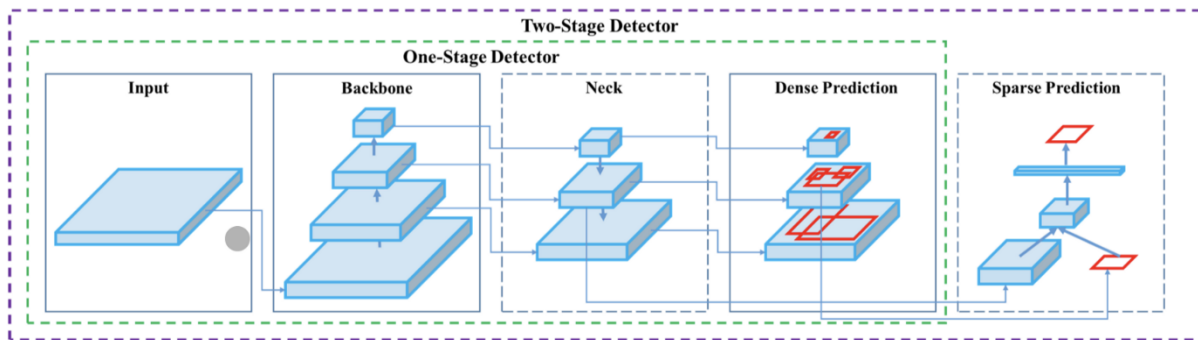 Two-Stage Detector
One-Stage Detector
Input
Backbone
Neck
Dense Prediction
Sparse Prediction